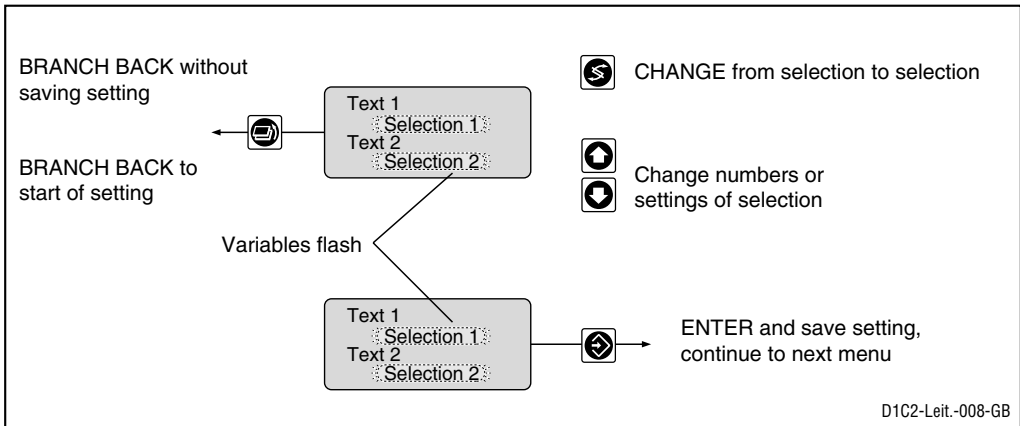 BRANCH BACK without
saving setting
BRANCH BACK to
start of setting
Text 1
Selection 1
Text 2
Selection 2
CHANGE from selection to selection
Change numbers or
settings of selection
Variables flash
Text 1
Selection 1
Text 2
Selection 2
ENTER and save setting,
continue to next menu
D1C2-Leit.-008-GB